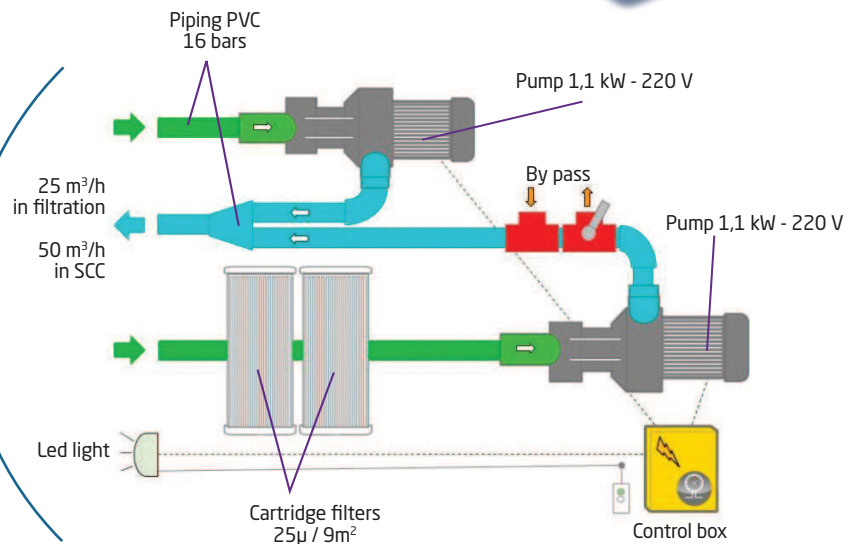 Piping PVC
16 bars
Pump 1,1 kW - 220 V
25 m³/h
in filtration
By pass
50 m³/h
in SCC
Pump 1,1 kW - 220 V
Led light
Cartridge filters
25µ / 9m²
Control box